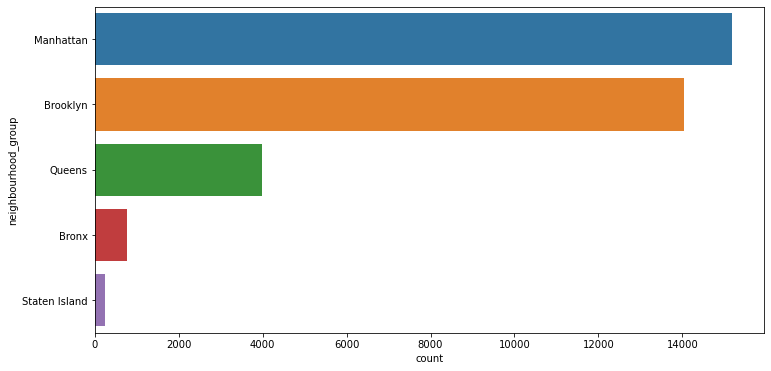 Manhattan
Brooklyn
Queens
Bronx
Staten Island
neighbourhood_group
0 2000 4000 6000 8000 10000 12000 14000
count